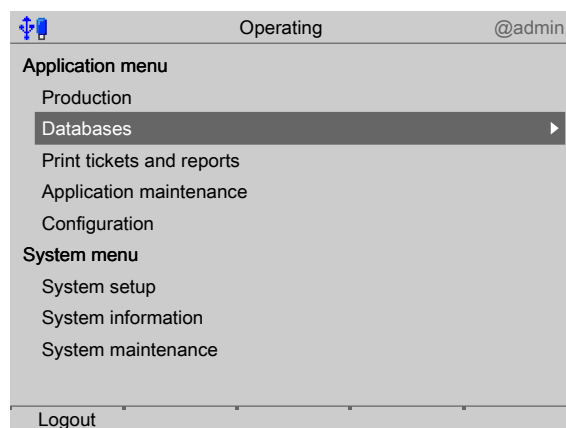 Operating @admin
Application menu
Production
Databases
Print tickets and reports
Application maintenance
Configuration
System menu
System setup
System information
System maintenance
Logout